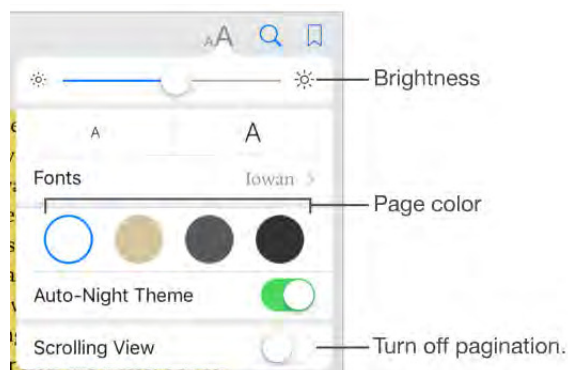 AA
Brightness
A A
Fonts Iowan >
Page color
Auto-Night Theme
Scrolling View Turn off pagination.